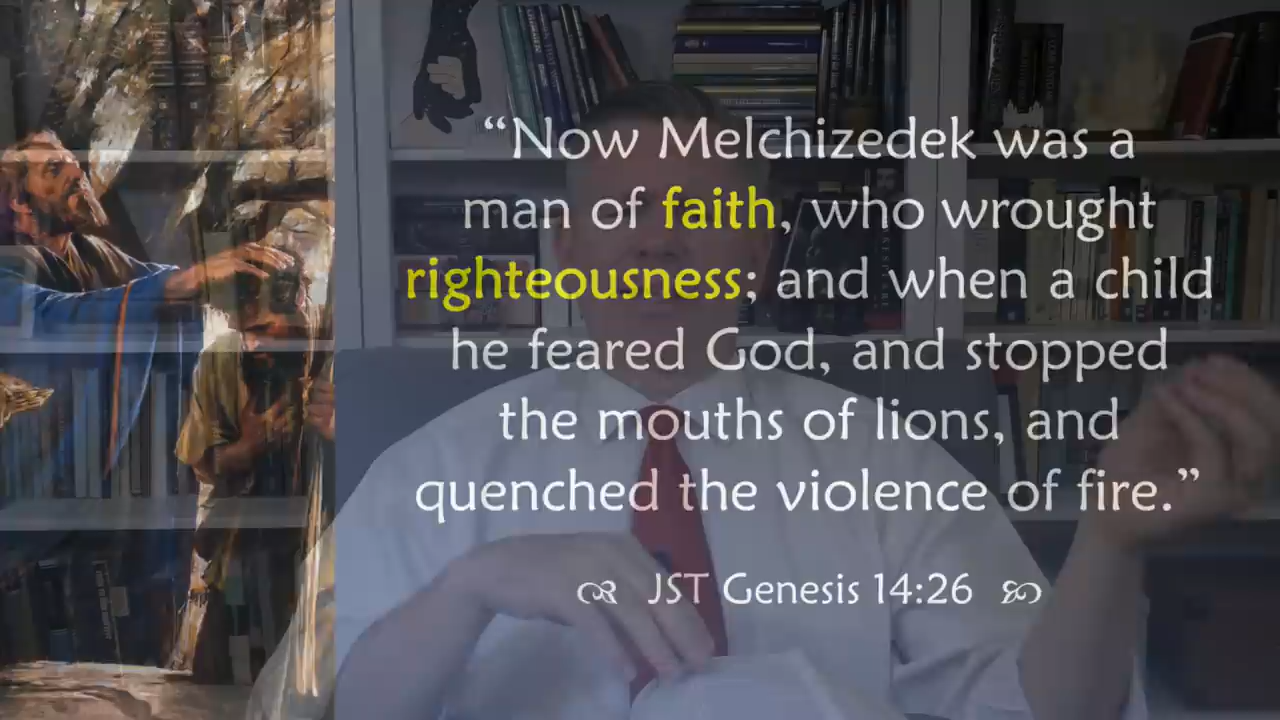 “Now Melchizedek was a
man of faith, who wrought
righteousness; and when a child
he feared God, and stopped
the mouths of lions, and
quenched the violence of fire.”
JST Genesis 14:26